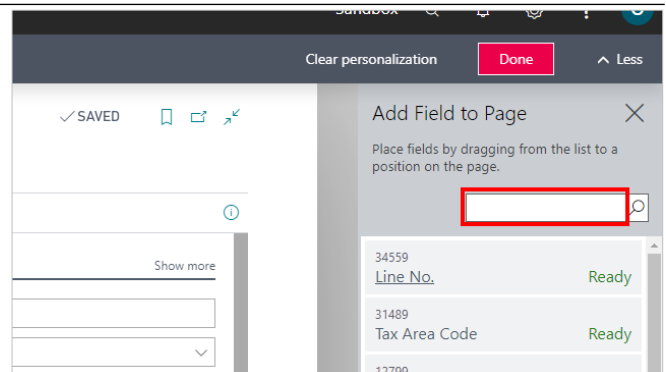 Sandbox
Clear personalization Done Less
SAVED
Add Field to Page
Place fields by dragging from the list to a
position on the page.
Show more
34559
Line No. Ready
31489
Tax Area Code Ready
12799